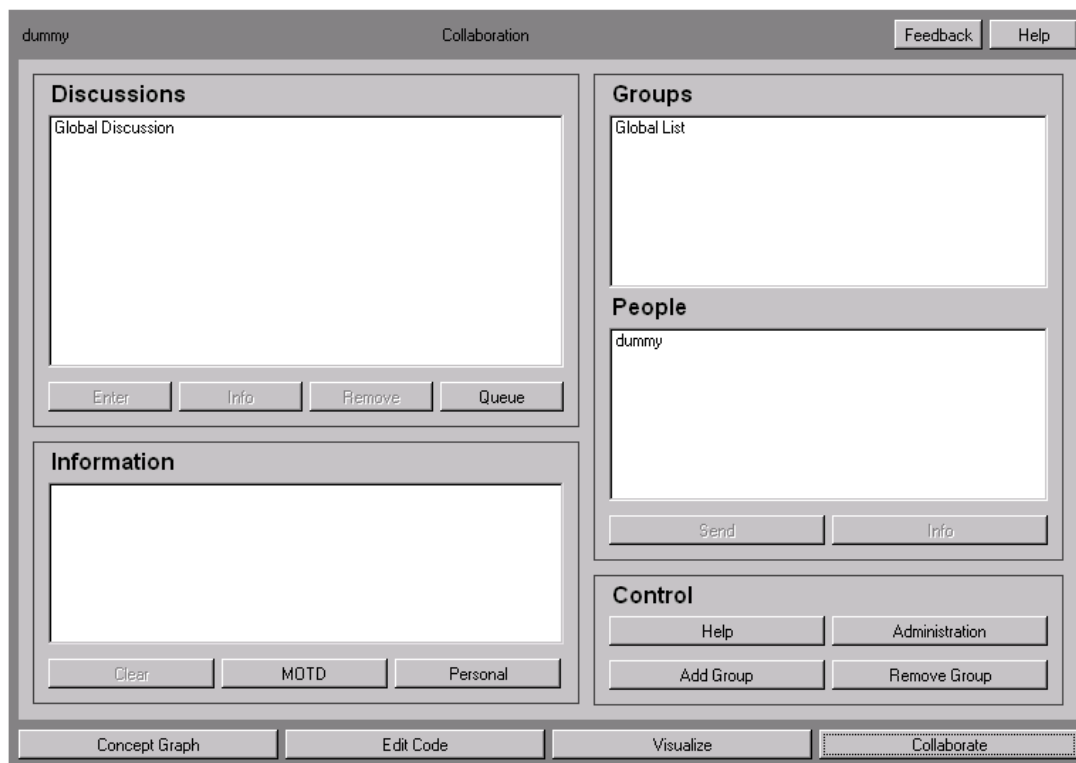 dummy Collaboration Feedback Help
Discussions
Global Discussion
Enter Info Remove Queue
Information
Clear MOTD Personal
Groups
Global List
People
dummy
Send Info
Control
Help Administration
Add Group Remove Group
Concept Graph Edit Code Visualize Collaborate